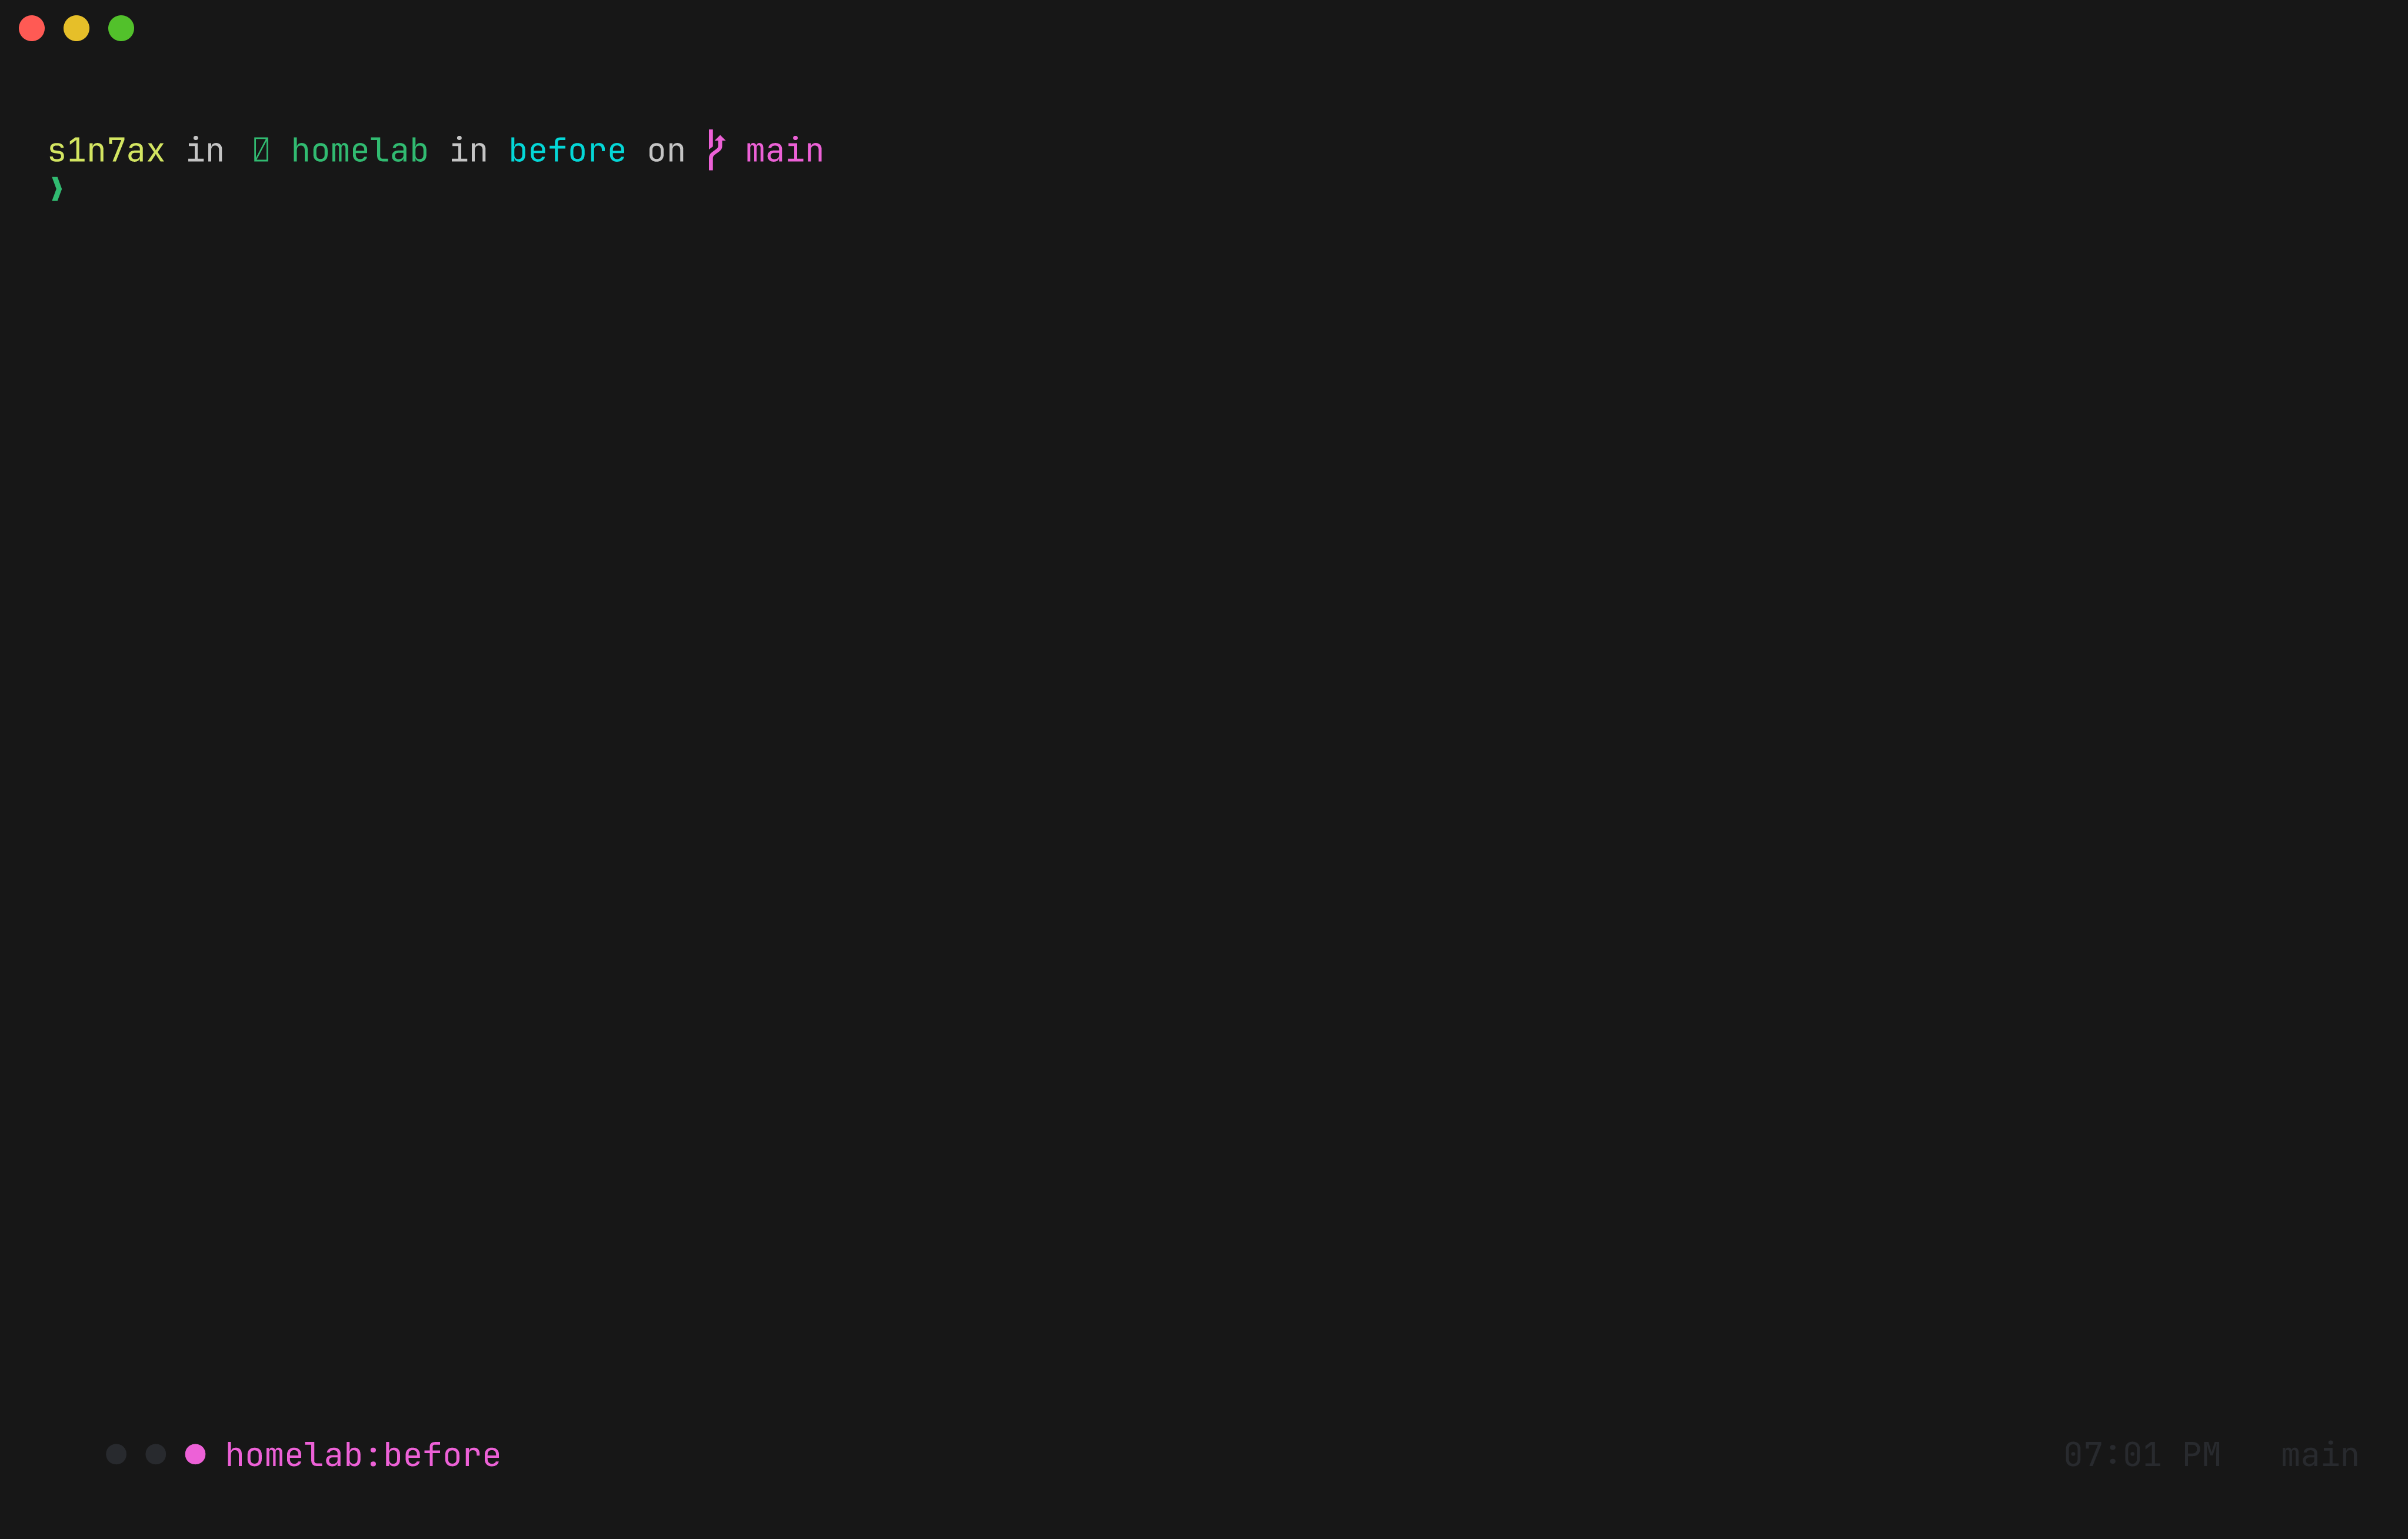 s1n7ax in homelab in before on main
❯
homelab:before
07:01 PM main